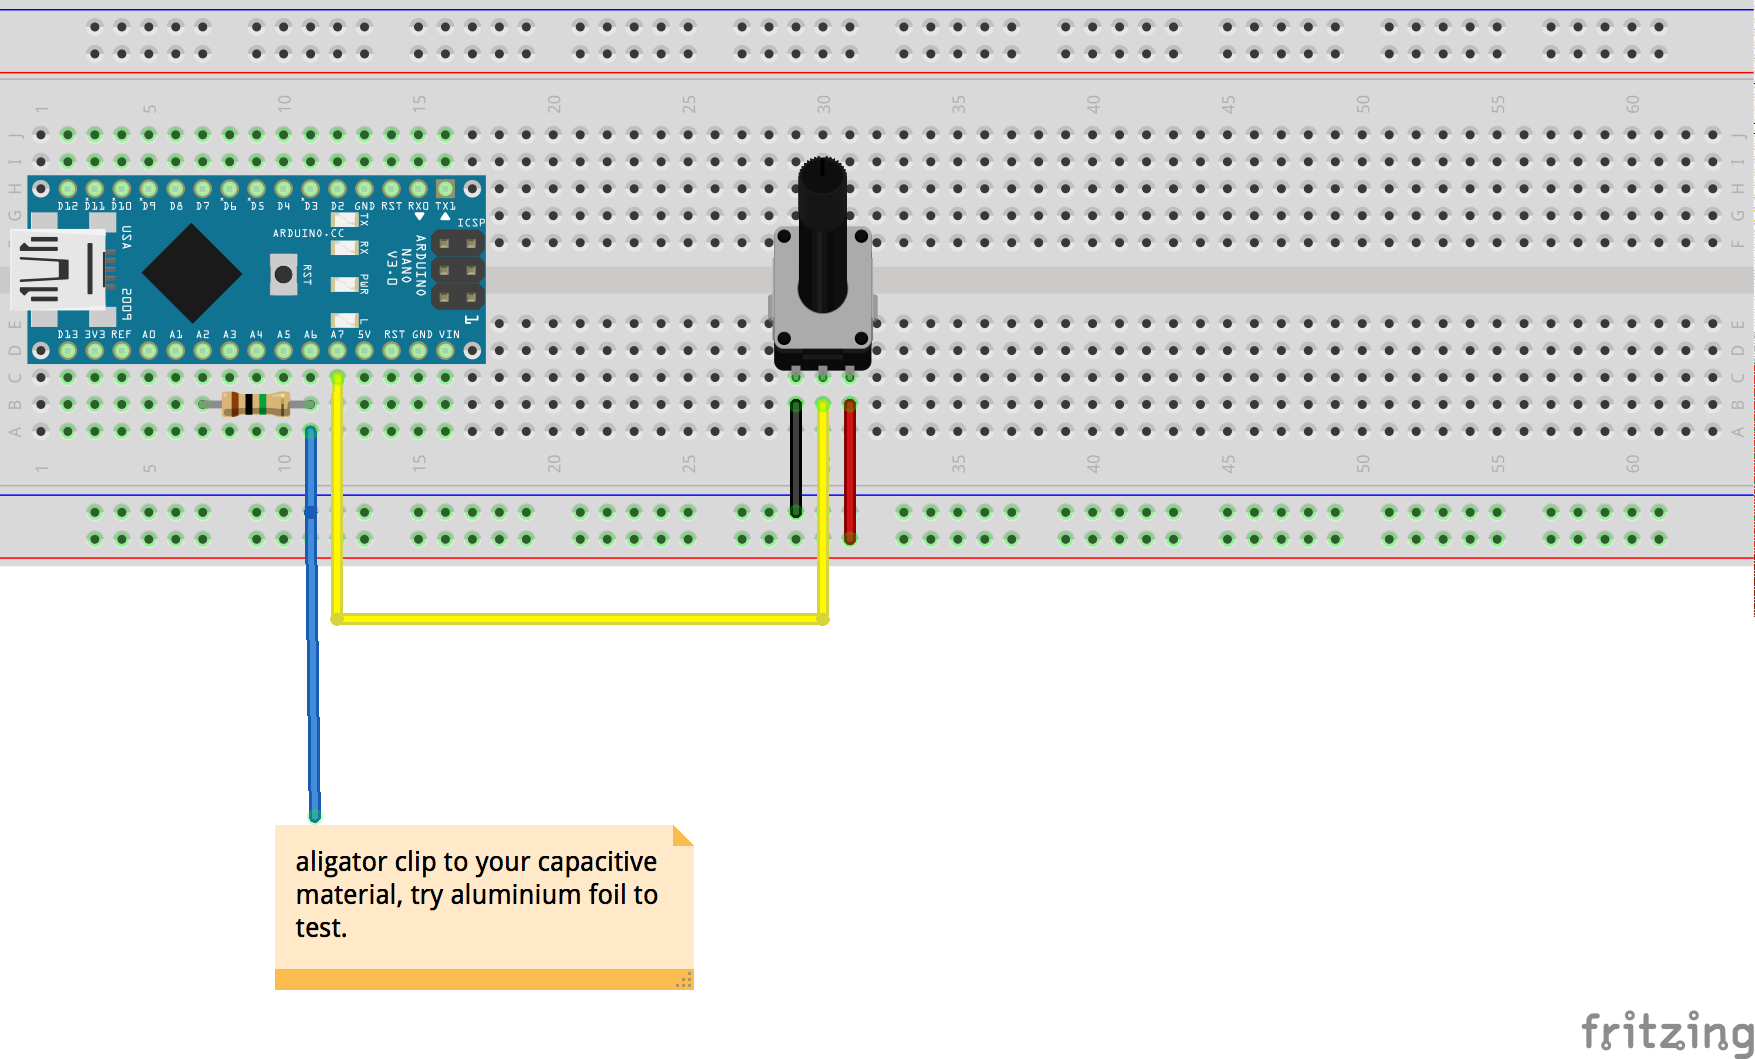 1 5 10 15 20 25 30 35 40 45 50 55 60
J J
I I
H H
D12 D11 D10 D9 D8 D7 D6 D5 D4 D3 D2 GND RST RX0 TX1
G G
TX ICSP
USA ARDUINO.CC
F
RX ARDUINO
NANO
V3.0
RST
PWR
2009
L 1
E E
D13 3V3 REF A0 A1 A2 A3 A4 A5 A6 A7 5V RST GND VIN
D D
C C
B B
A A
1 5 10 15 20 25 35 40 45 50 55 60
aligator clip to your capacitive
material, try aluminium foil to
test.
fritzing